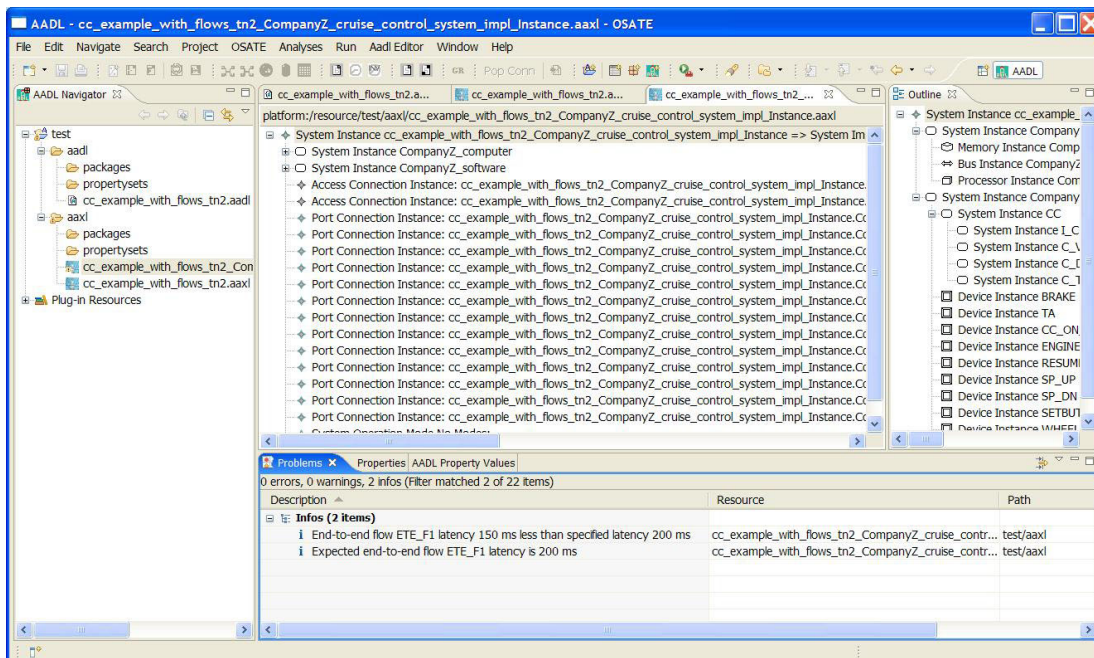 AADL - cc_example_with_flows_tn2_CompanyZ_cruise_control_system_impl_Instance.aaxl - OSATE
File Edit Navigate Search Project OSATE Analyses Run Aadl Editor Window Help
Pop Conn
AADL
AADL Navigator
test
aadl
packages
propertysets
cc_example_with_flows_tn2.aadl
aaxl
packages
propertysets
cc_example_with_flows_tn2_Con
cc_example_with_flows_tn2.aaxl
Plug-in Resources
cc_example_with_flows_tn2.a...
cc_example_with_flows_tn2.a...
cc_example_with_flows_tn2_...
platform:/resource/test/aaxl/cc_example_with_flows_tn2_CompanyZ_cruise_control_system_impl_Instance.aaxl
System Instance cc_example_with_flows_tn2_CompanyZ_cruise_control_system_impl_Instance => System Im
System Instance CompanyZ_computer
System Instance CompanyZ_software
Access Connection Instance: cc_example_with_flows_tn2_CompanyZ_cruise_control_system_impl_Instance.
Access Connection Instance: cc_example_with_flows_tn2_CompanyZ_cruise_control_system_impl_Instance.
Port Connection Instance: cc_example_with_flows_tn2_CompanyZ_cruise_control_system_impl_Instance.Cc
Port Connection Instance: cc_example_with_flows_tn2_CompanyZ_cruise_control_system_impl_Instance.Cc
Port Connection Instance: cc_example_with_flows_tn2_CompanyZ_cruise_control_system_impl_Instance.Cc
Port Connection Instance: cc_example_with_flows_tn2_CompanyZ_cruise_control_system_impl_Instance.Cc
Port Connection Instance: cc_example_with_flows_tn2_CompanyZ_cruise_control_system_impl_Instance.Cc
Port Connection Instance: cc_example_with_flows_tn2_CompanyZ_cruise_control_system_impl_Instance.Cc
Port Connection Instance: cc_example_with_flows_tn2_CompanyZ_cruise_control_system_impl_Instance.Cc
Port Connection Instance: cc_example_with_flows_tn2_CompanyZ_cruise_control_system_impl_Instance.Cc
Port Connection Instance: cc_example_with_flows_tn2_CompanyZ_cruise_control_system_impl_Instance.Cc
Port Connection Instance: cc_example_with_flows_tn2_CompanyZ_cruise_control_system_impl_Instance.Cc
Port Connection Instance: cc_example_with_flows_tn2_CompanyZ_cruise_control_system_impl_Instance.Cc
Port Connection Instance: cc_example_with_flows_tn2_CompanyZ_cruise_control_system_impl_Instance.Cc
Port Connection Instance: cc_example_with_flows_tn2_CompanyZ_cruise_control_system_impl_Instance.Cc
System Operation Mode No Modes:
Outline
System Instance cc_example_
System Instance Company
Memory Instance Comp
Bus Instance CompanyZ
Processor Instance Com
System Instance Company
System Instance CC
System Instance I_C
System Instance C_V
System Instance C_D
System Instance C_T
Device Instance BRAKE
Device Instance TA
Device Instance CC_ON
Device Instance ENGINE
Device Instance RESUM
Device Instance SP_UP
Device Instance SP_DN
Device Instance SETBUT
Device Instance WHEEL
Problems Properties AADL Property Values
0 errors, 0 warnings, 2 infos (Filter matched 2 of 22 items)
Description Resource Path
Infos (2 items)
i End-to-end flow ETE_F1 latency 150 ms less than specified latency 200 ms cc_example_with_flows_tn2_CompanyZ_cruise_contr... test/aaxl
i Expected end-to-end flow ETE_F1 latency is 200 ms cc_example_with_flows_tn2_CompanyZ_cruise_contr... test/aaxl